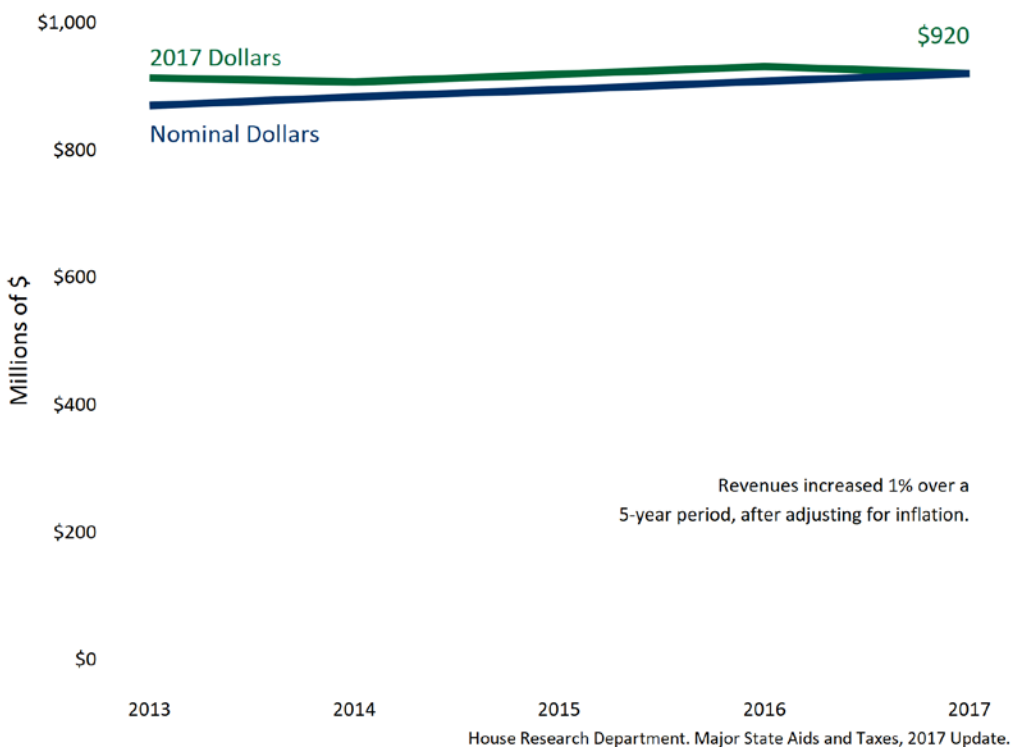 $1,000
$920
2017 Dollars
Nominal Dollars
$800
$600
Millions of $
$400
Revenues increased 1% over a
5-year period, after adjusting for inflation.
$200
$0
2013 2014 2015 2016 2017
House Research Department. Major State Aids and Taxes, 2017 Update.